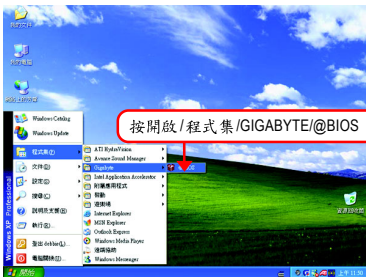 我的文件
我的電腦
網路上的芳鄰
Windows Catalog
Windows Update
按開啟/程式集/GIGABYTE/@BIOS
程式集(P)
文件(D)
設定(S)
搜尋(C)
說明及支援(H)
執行(R)...
登出 debbie(L)...
電腦關機(U)...
Windows XP Professional
ATI HydraVision
Avance Sound Manager
Gigabyte
Intel Application Accelerator
附屬應用程式
啟動
遊樂場
Internet Explorer
MSN Explorer
Outlook Express
Windows Media Player
遠端協助
Windows Messenger
資源回收筒
開始
上午 11:50